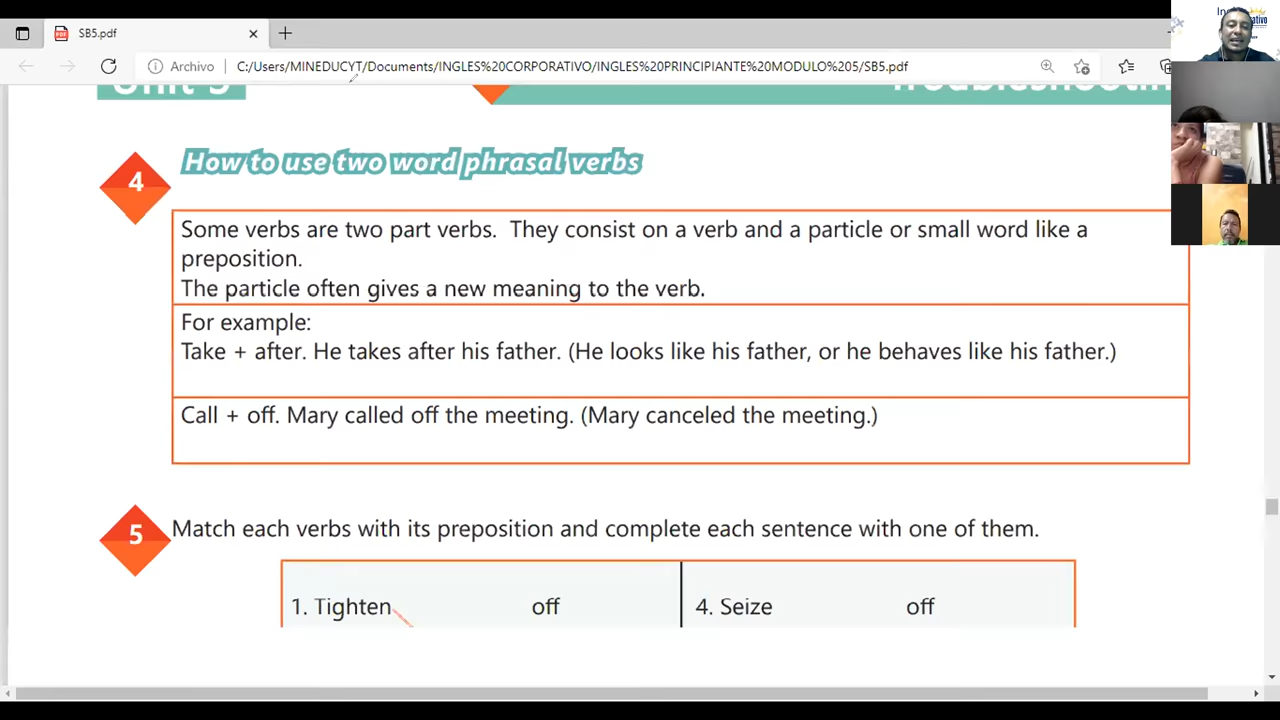 SB5.pdf
Archivo
C:/Users/MINEDUCYT/Documents/INGLES%20CO TIVO/INGLES%20PRINCIPIANTE%20MODULO%205/SB5.pdf
4
How to use two word phrasal verbs
Some verbs are two part verbs. They consist on a verb and a particle or small word like a
preposition.
The particle often gives a new meaning to the verb.
For example:
Take + after. He takes after his father. (He looks like his father, or he behaves like his father.)
Call + off. Mary called off the meeting. (Mary canceled the meeting.)
5
Match each verbs with its preposition and complete each sentence with one of them.
1. Tighten off 4. Seize off